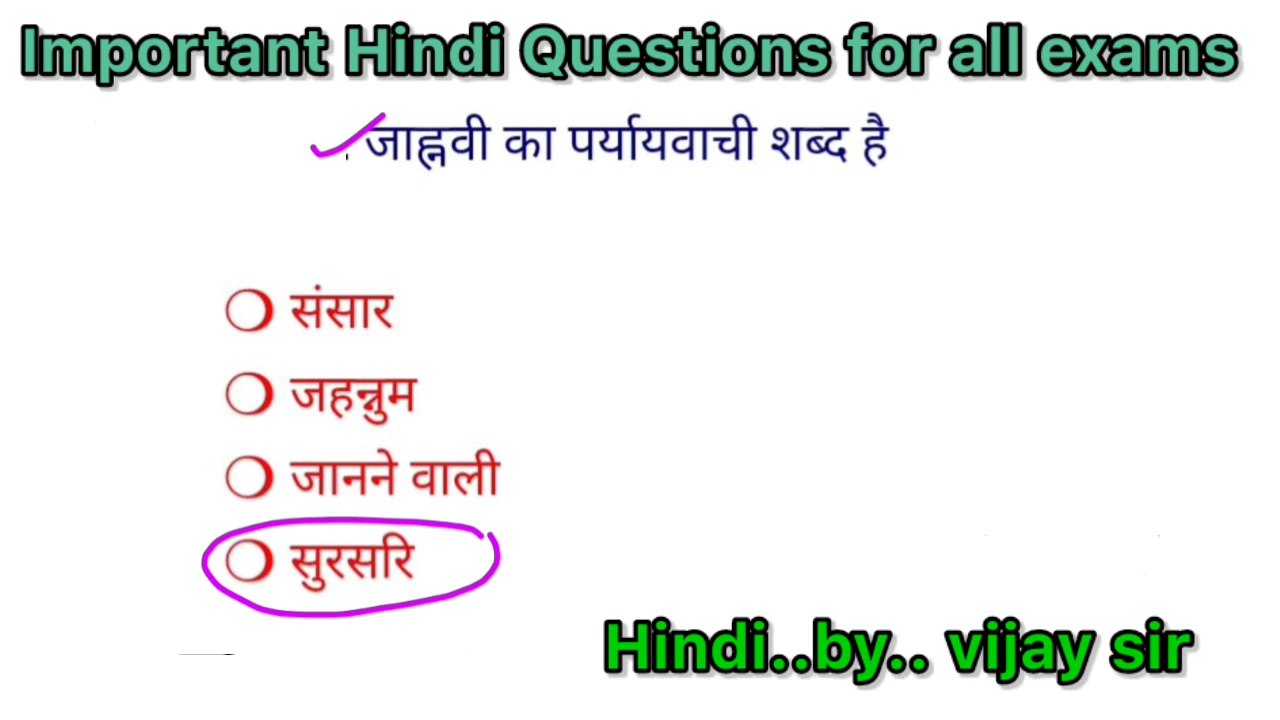 Important Hindi Questions for all exams
जाह्नवी का पर्यायवाची शब्द है
संसार
जहन्नुम
जानने वाली
सुरसरि
Hindi..by.. vijay sir